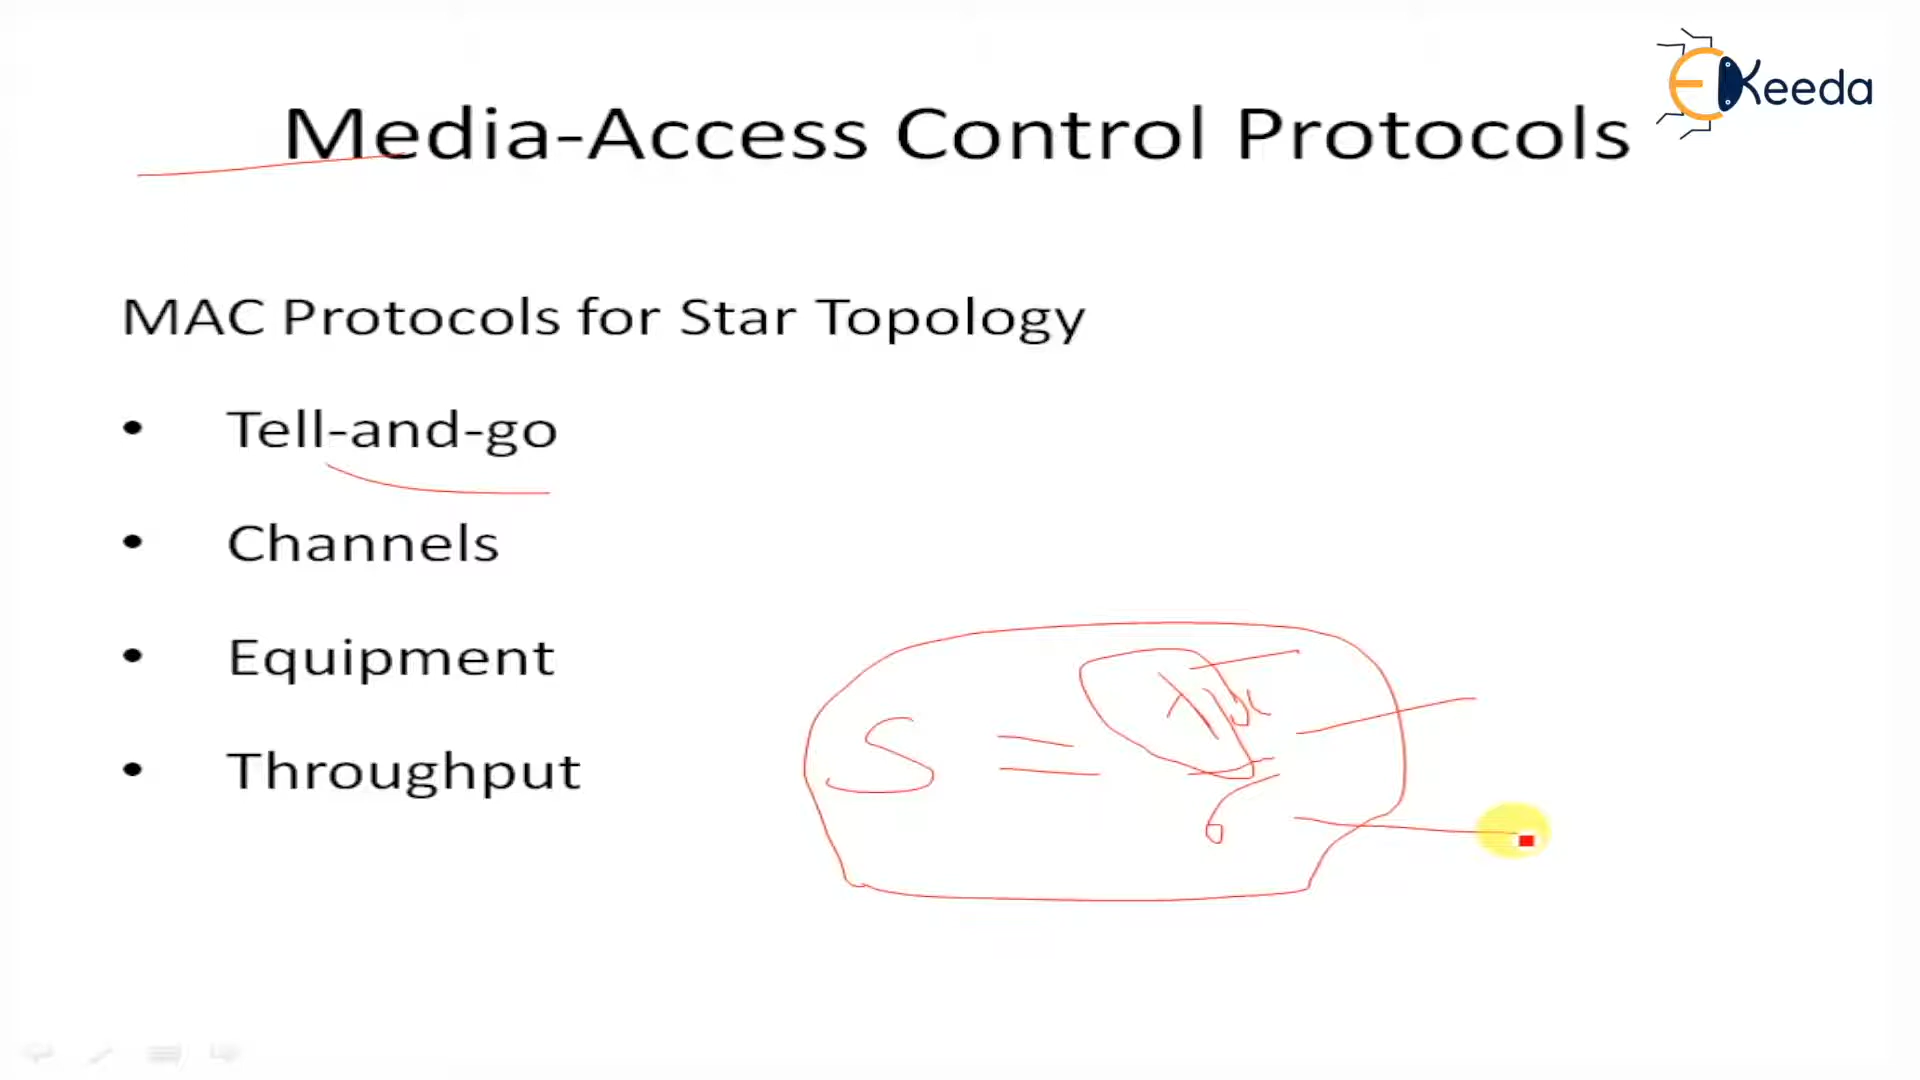 EKeeda
Media-Access Control Protocols
MAC Protocols for Star Topology
• Tell-and-go
• Channels
• Equipment
• Throughput
S =